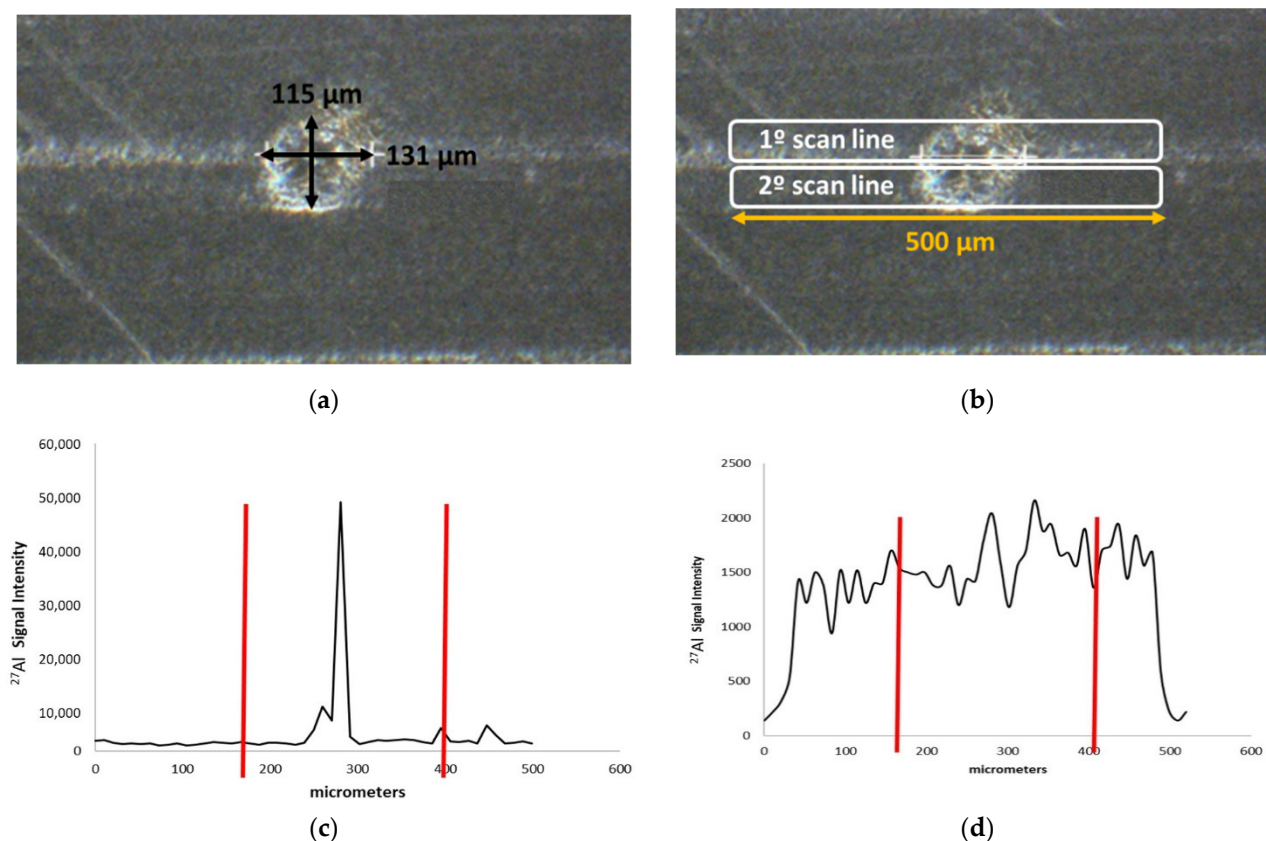 115 µm
131 µm
(a)
1º scan line
2º scan line
500 µm
(b)
60,000
50,000
40,000
30,000
20,000
10,000
0
27Al Signal Intensity
0 100 200 300 400 500 600
micrometers
(c)
2500
2000
1500
1000
500
0
27Al Signal Intensity
0 100 200 300 400 500 600
micrometers
(d)